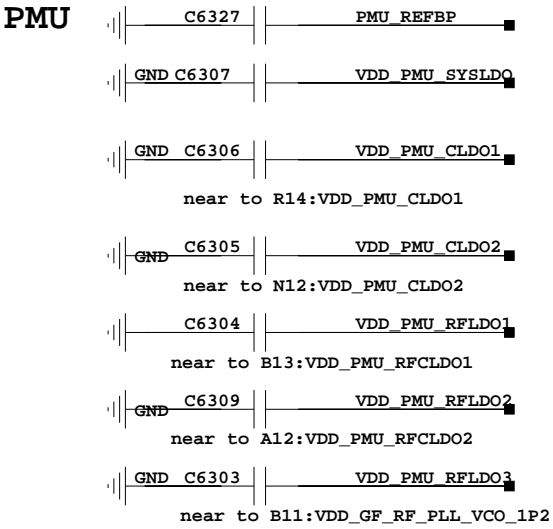 PMU C6327 PMU_REFBP
GND C6307 VDD_PMU_SYSLDO
GND C6306 VDD_PMU_CLDO1
near to R14:VDD_PMU_CLDO1
GND C6305 VDD_PMU_CLDO2
near to N12:VDD_PMU_CLDO2
C6304 VDD_PMU_RFLDO1
near to B13:VDD_PMU_RFCLDO1
GND C6309 VDD_PMU_RFLDO2
near to A12:VDD_PMU_RFCLDO2
GND C6303 VDD_PMU_RFLDO3
near to B11:VDD_GF_RF_PLL_VCO_1P2